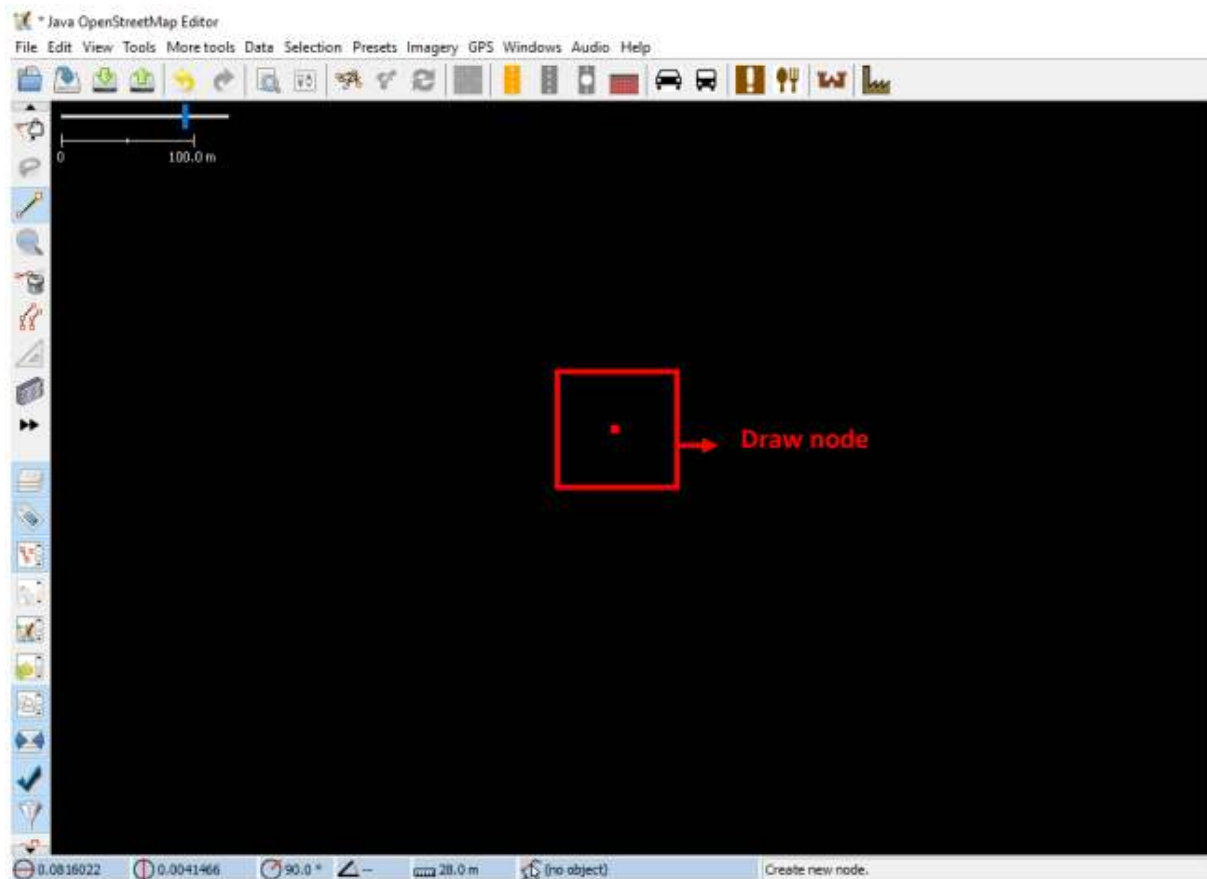 * Java OpenStreetMap Editor
File Edit View Tools More tools Data Selection Presets Imagery GPS Windows Audio Help
0 100.0 m
Draw node
0.0816022 0.0041466 90.0 ° -- 28.0 m (no object) Create new node.